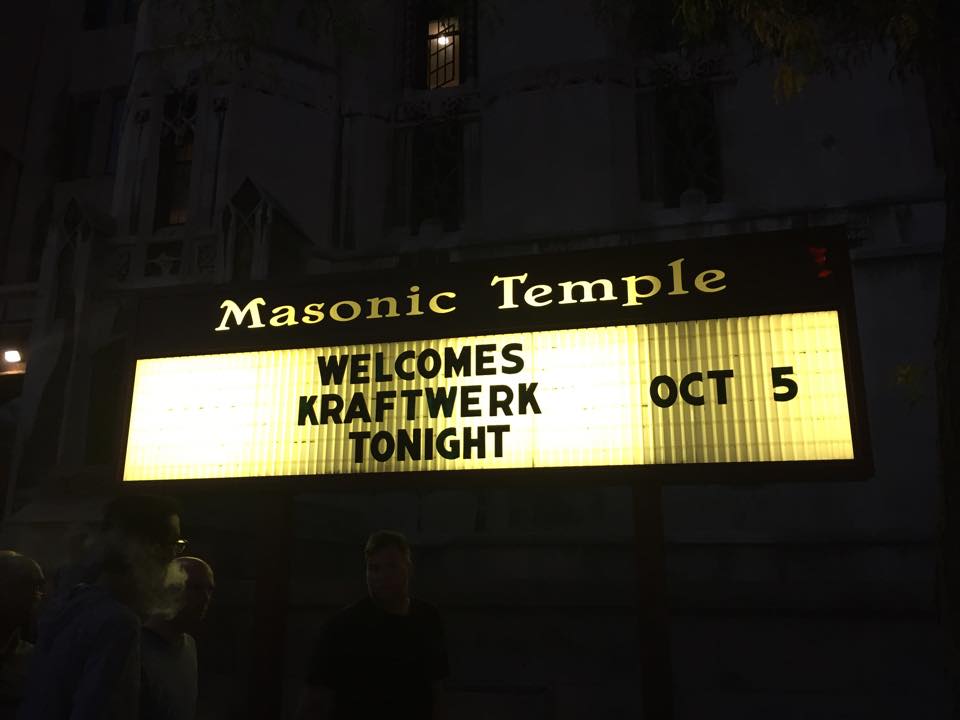 Masonic Temple
WELCOMES
KRAFTWERK
TONIGHT
OCT 5